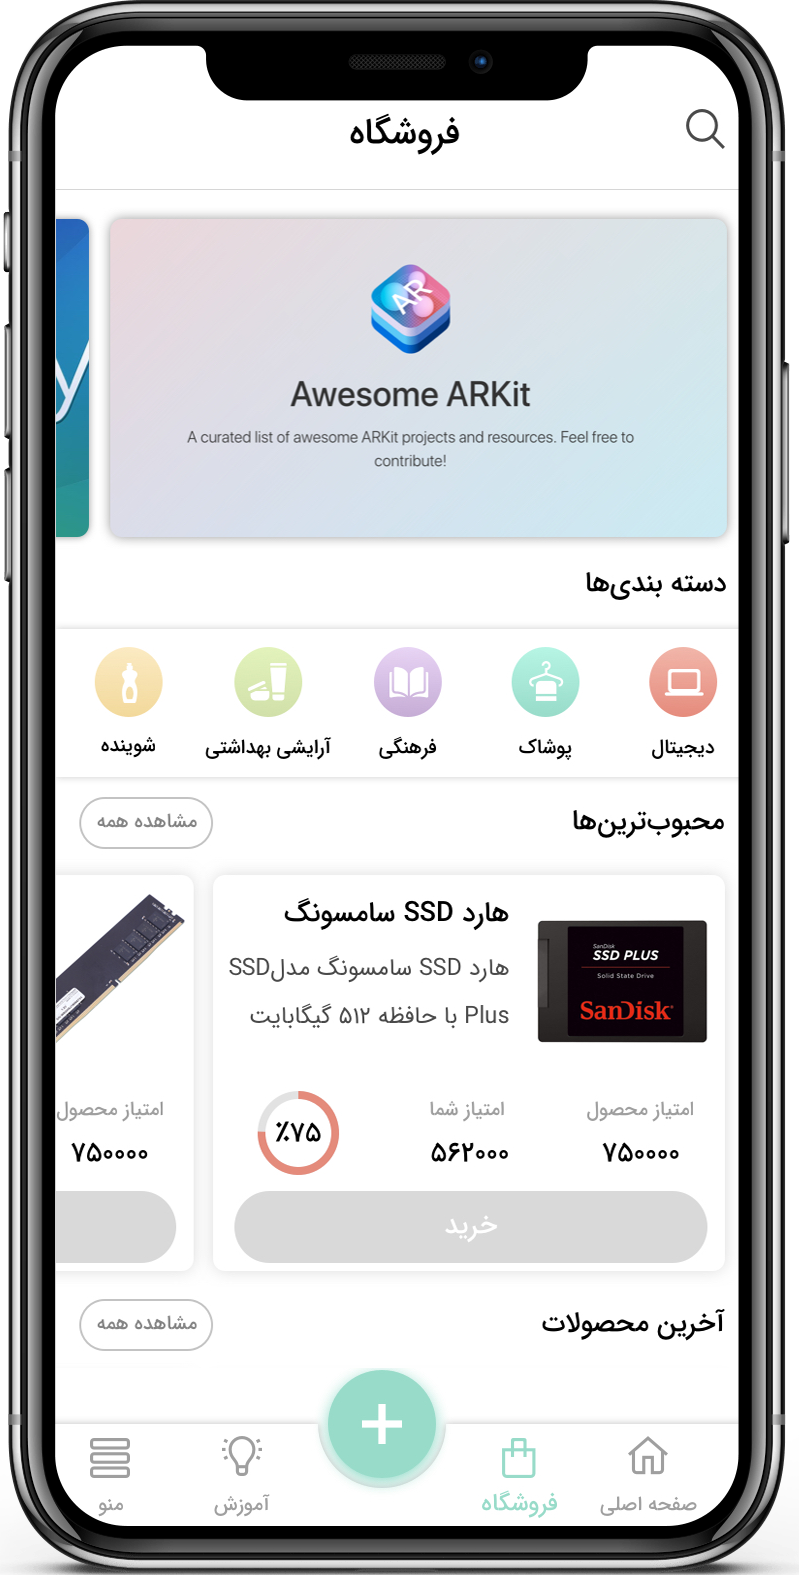 فروشگاه
AR
Awesome ARKit
A curated list of awesome ARKit projects and resources. Feel free to
contribute!
y
دسته بندی‌ها
دیجیتال
پوشاک
فرهنگی
آرایشی بهداشتی
شوینده
محبوب‌ترین‌ها
مشاهده همه
هارد SSD سامسونگ
هارد SSD سامسونگ مدلSSD
Plus با حافظه ۵۱۲ گیگابایت
SanDisk
SSD PLUS
Solid State Drive
SanDisk
امتیاز محصول
۷۵۰۰۰۰
امتیاز شما
۵۶۲۰۰۰
٪۷۵
خرید
امتیاز محصول
۷۵۰۰۰۰
آخرین محصولات
مشاهده همه
صفحه اصلی
فروشگاه
آموزش
منو